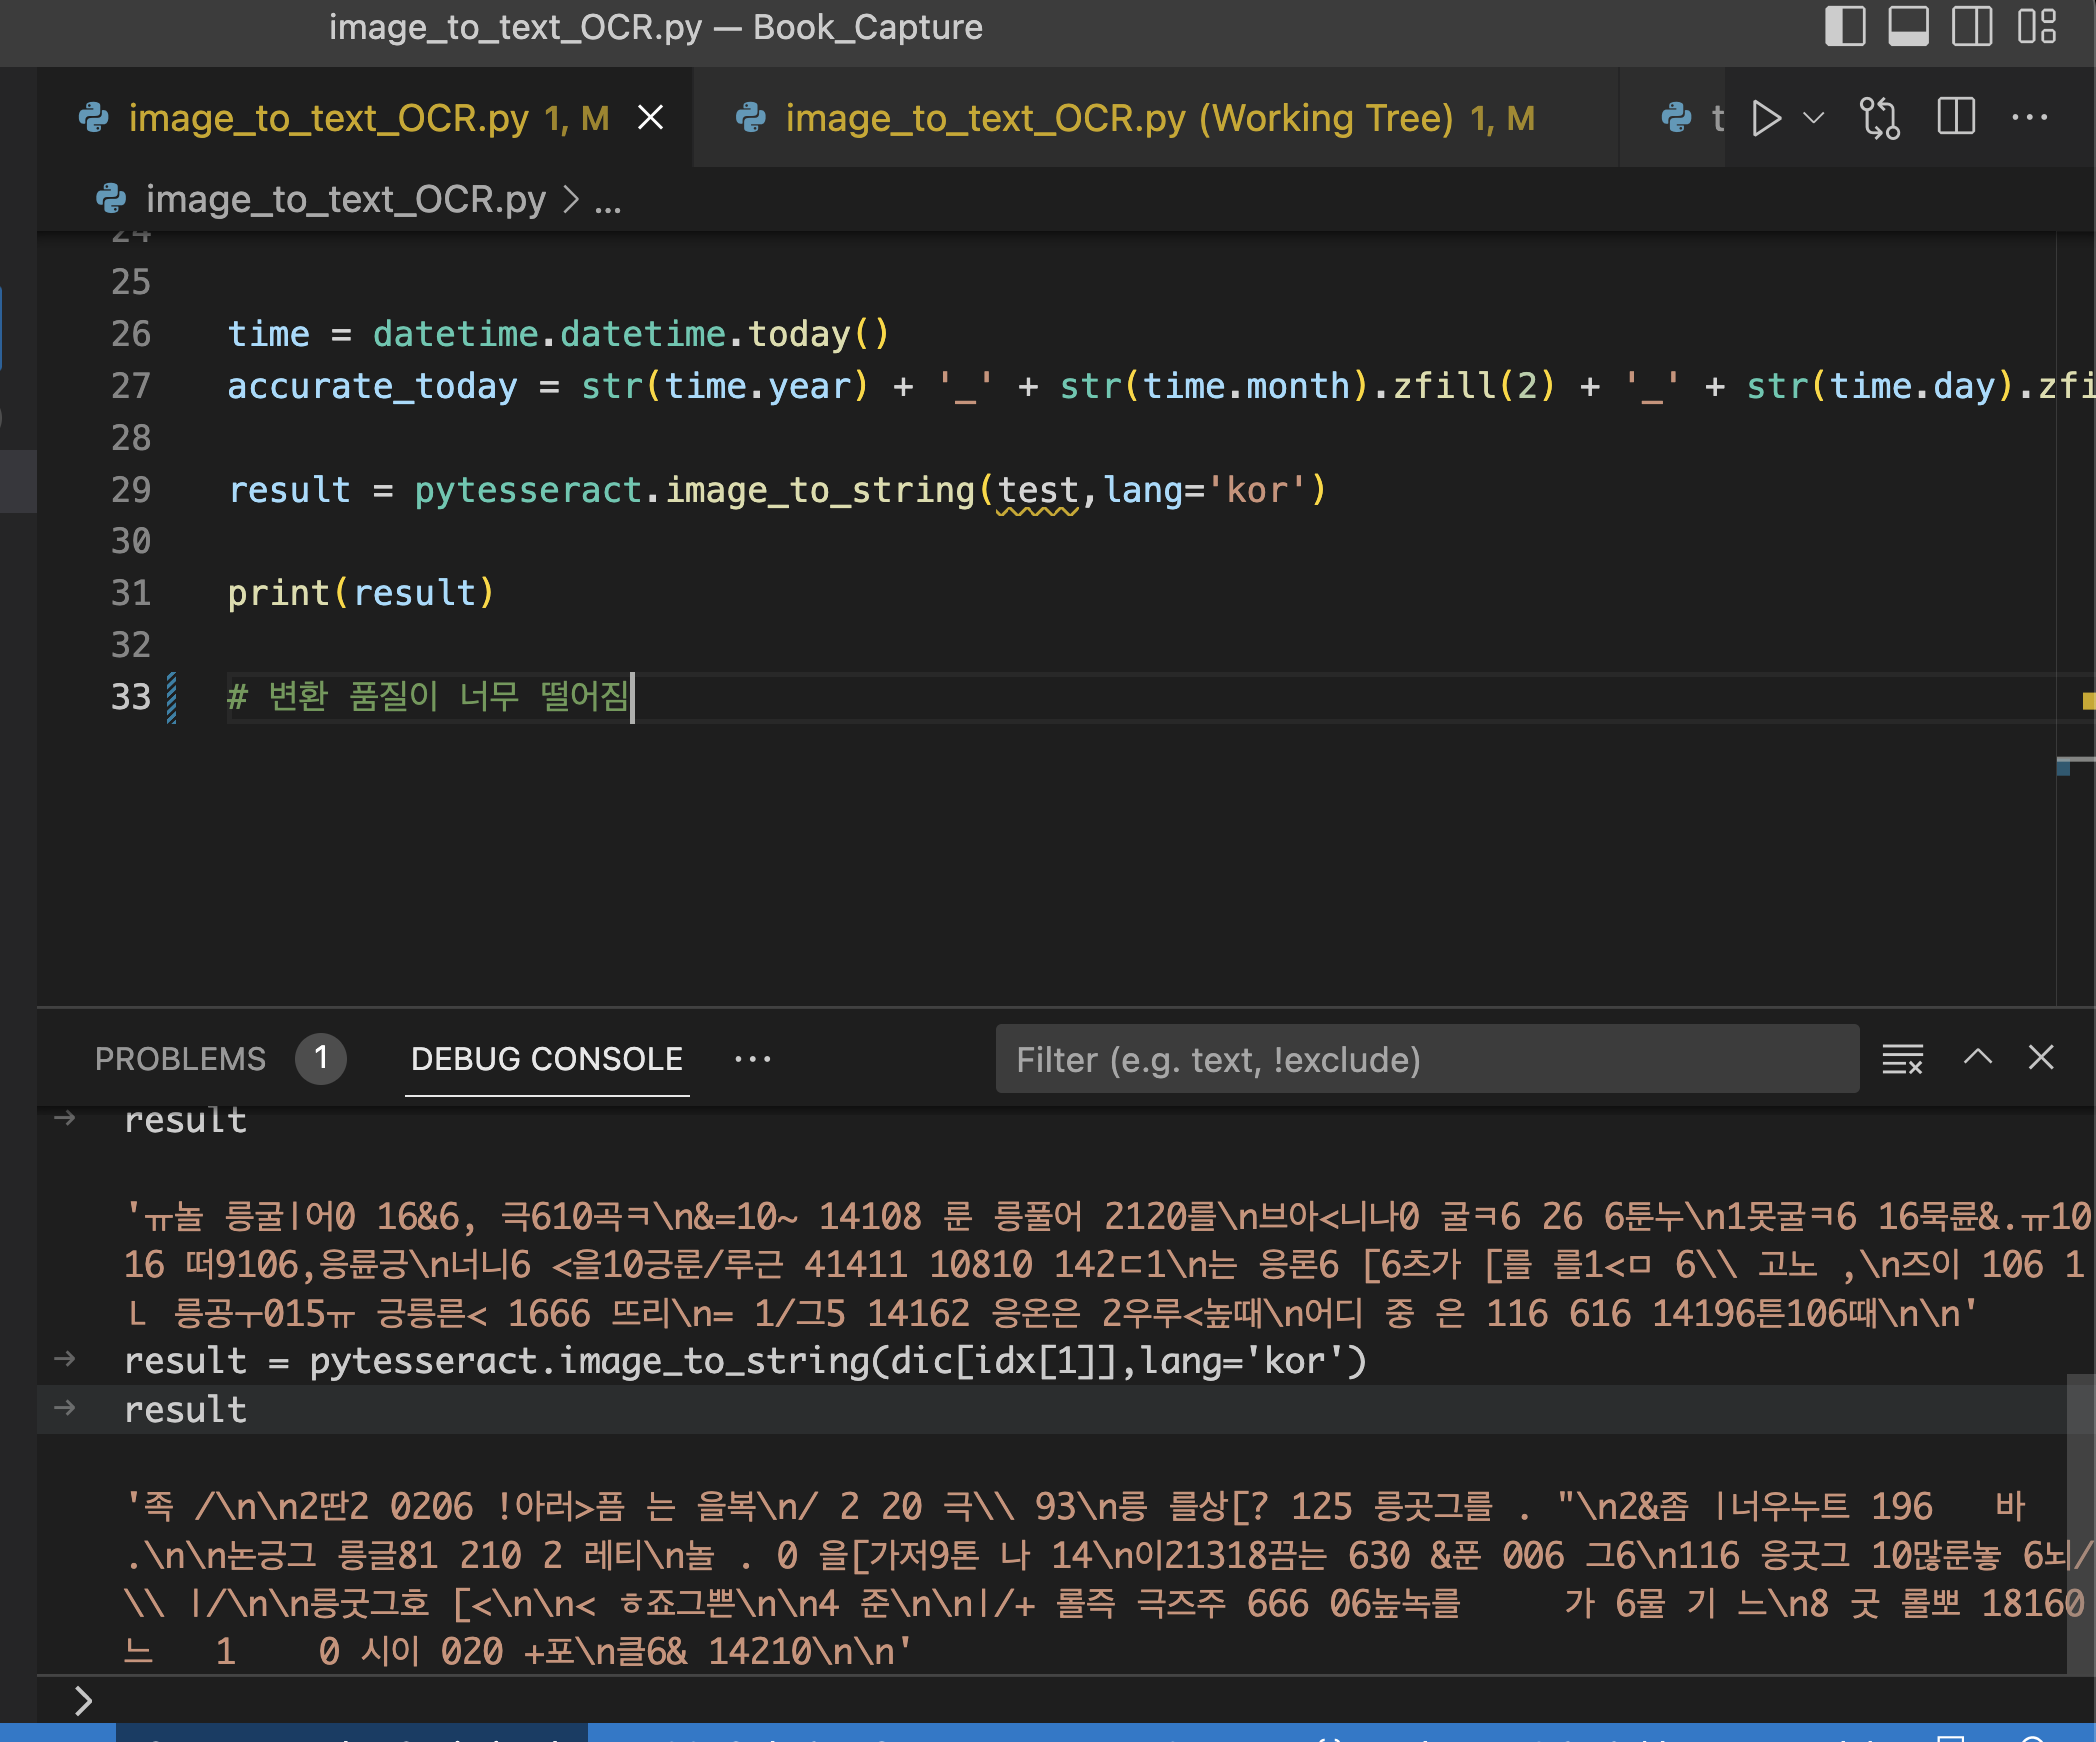 image_to_text_OCR.py — Book_Capture
image_to_text_OCR.py 1, M
image_to_text_OCR.py (Working Tree) 1, M
t
image_to_text_OCR.py > ...
24
25
26 time = datetime.datetime.today()
27 accurate_today = str(time.year) + '_' + str(time.month).zfill(2) + '_' + str(time.day).zfi
28
29 result = pytesseract.image_to_string(test,lang='kor')
30
31 print(result)
32
33 # 변환 품질이 너무 떨어짐
PROBLEMS 1 DEBUG CONSOLE ... Filter (e.g. text, !exclude)
→ result
'ㅠ놀 릉굴ㅣ어0 16&6, 극610곡ㅋ\n&=10~ 14108 룬 릉풀어 2120를\n브아<니나0 굴ㅋ6 26 6툰누\n1못굴ㅋ6 16묵륜&.ㅠ10
16 떠9106,응륜긍\n너니6 <을10긍룬/루근 41411 10810 142ㄷ1\n는 응론6 [6츠가 [를 를1<ㅁ 6\\ 고노 ,\n즈이 106 1
ㄴ 릉공ㅜ015ㅠ 긍릉른< 1666 뜨리\n= 1/그5 14162 응온은 2우루<높때\n어디 중 은 116 616 14196튼106때\n\n'
→ result = pytesseract.image_to_string(dic[idx[1]],lang='kor')
→ result
'족 /\n\n2딴2 0206 !아러>폼 는 을복\n/ 2 20 극\\ 93\n릉 를상[? 125 릉곳그를 . "\n2&좀 ㅣ너우누트 196 바
.\n\n논긍그 릉글81 210 2 레티\n놀 . 0 을[가저9톤 나 14\n이21318끔는 630 &푼 006 그6\n116 응굿그 10많룬놓 6뇌/
\\ ㅣ/\n\n릉굿그호 [<\n\n< ㅎ죠그쁜\n\n4 준\n\nㅣ/+ 롤즉 극즈주 666 06높녹를 가 6물 기 느\n8 굿 롤뽀 18160
느 1 0 시이 020 +포\n클6& 14210\n\n'